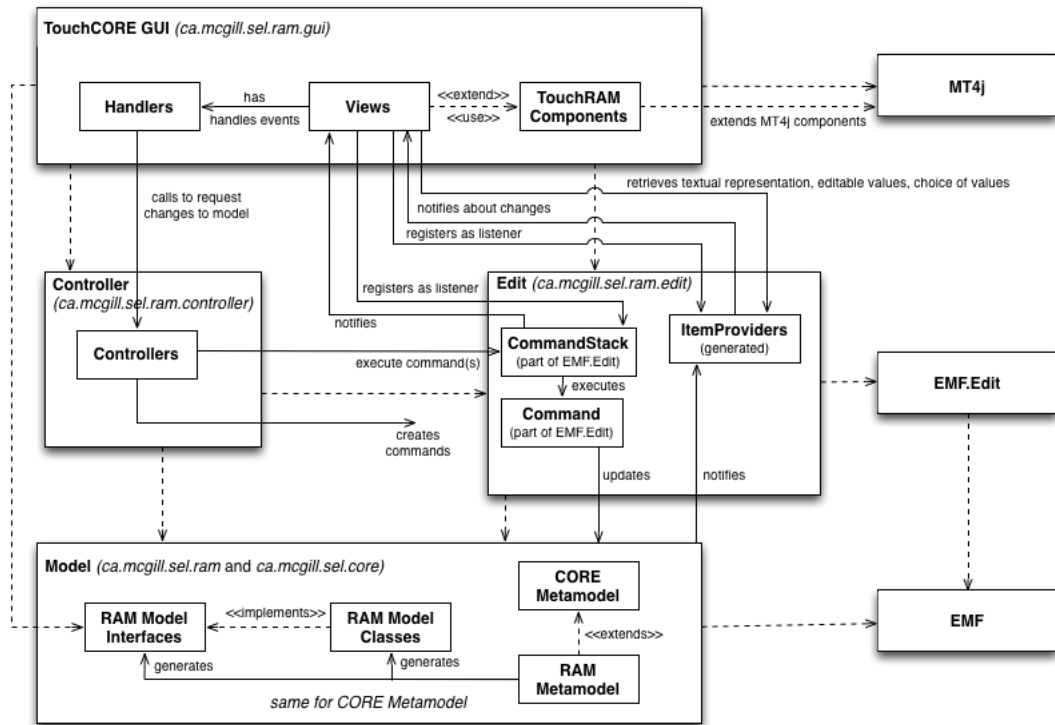 TouchCORE GUI (ca.mcgill.sel.ram.gui)
Handlers
has
handles events
Views
<<extend>>
<<use>>
TouchRAM
Components
extends MT4j components
MT4j
calls to request
changes to model
retrieves textual representation, editable values, choice of values
notifies about changes
registers as listener
Controller
(ca.mcgill.sel.ram.controller)
Controllers
registers as listener
notifies
execute command(s)
creates
commands
Edit (ca.mcgill.sel.ram.edit)
CommandStack
(part of EMF.Edit)
executes
Command
(part of EMF.Edit)
ItemProviders
(generated)
updates
notifies
EMF.Edit
Model (ca.mcgill.sel.ram and ca.mcgill.sel.core)
RAM Model
Interfaces
<<implements>>
RAM Model
Classes
CORE
Metamodel
<<extends>>
RAM
Metamodel
generates
generates
same for CORE Metamodel
EMF